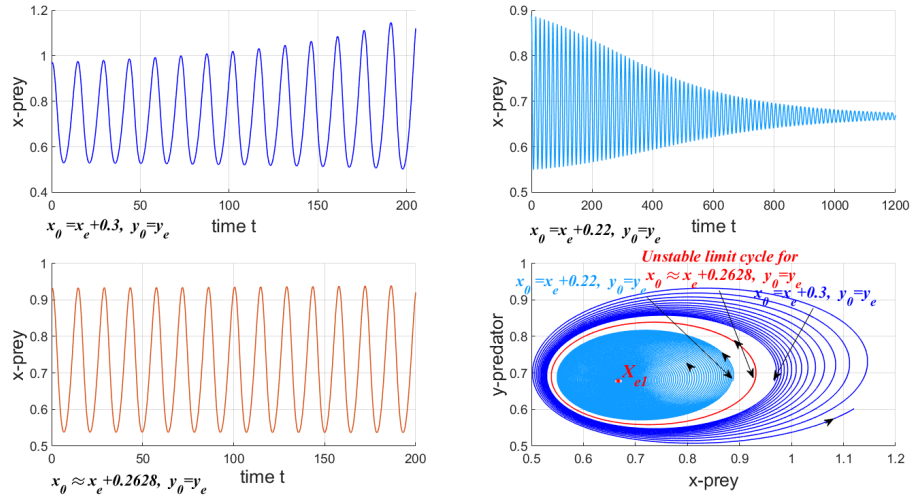 x-prey
1.2
1
0.8
0.6
0.4
0 50 100 150 200
time t
x₀ =xₑ+0.3, y₀=yₑ
x-prey
0.9
0.8
0.7
0.6
0.5
0 200 400 600 800 1000 1200
time t
x₀ =xₑ+0.22, y₀=yₑ
x-prey
1
0.9
0.8
0.7
0.6
0.5
0 50 100 150 200
time t
x₀ ≈ xₑ+0.2628, y₀=yₑ
Unstable limit cycle for
x₀ ≈ xₑ+0.2628, y₀=yₑ
x₀ =xₑ+0.22, y₀=yₑ
x₀ =xₑ+0.3, y₀=yₑ
Xₑ₁
y-predator
1
0.9
0.8
0.7
0.6
0.5
0.5 0.6 0.7 0.8 0.9 1 1.1 1.2
x-prey